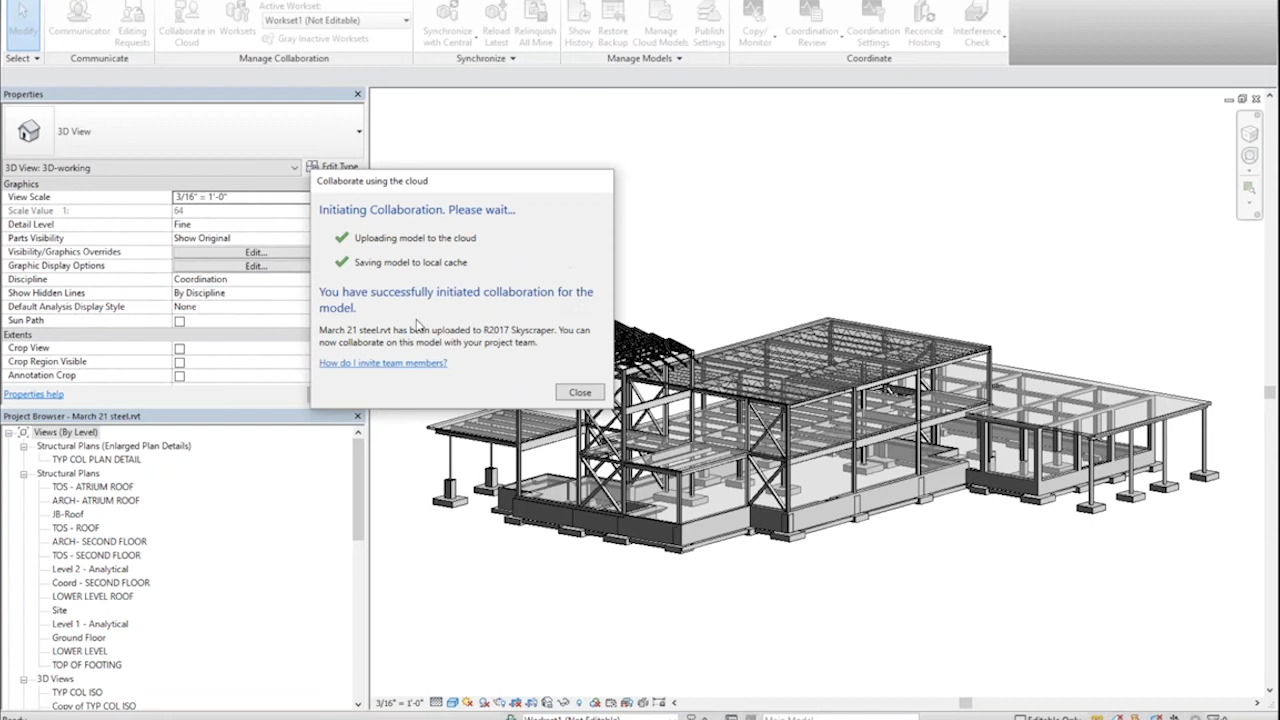 Active Workset:
Workset1 (Not Editable)
Gray Inactive Worksets
Modify
Communicator
Editing
Requests
Collaborate in
Cloud
Worksets
Synchronize
with Central
Reload
Latest
Relinquish
All Mine
Show
History
Restore
Backup
Manage
Cloud Models
Publish
Settings
Copy/
Monitor
Coordination
Review
Coordination
Settings
Reconcile
Hosting
Interference
Check
Select
Communicate
Manage Collaboration
Synchronize
Manage Models
Coordinate
Properties
3D View
3D View: 3D-working
Edit Type
Graphics
View Scale 3/16" = 1'-0"
Scale Value 1: 64
Detail Level Fine
Parts Visibility Show Original
Visibility/Graphics Overrides Edit...
Graphic Display Options Edit...
Discipline Coordination
Show Hidden Lines By Discipline
Default Analysis Display Style None
Sun Path
Extents
Crop View
Crop Region Visible
Annotation Crop
Properties help
Collaborate using the cloud
Initiating Collaboration. Please wait...
Uploading model to the cloud
Saving model to local cache
You have successfully initiated collaboration for the
model.
March 21 steel.rvt has been uploaded to R2017 Skyscraper. You can
now collaborate on this model with your project team.
How do I invite team members?
Close
Project Browser - March 21 steel.rvt
Views (By Level)
Structural Plans (Enlarged Plan Details)
TYP COL PLAN DETAIL
Structural Plans
TOS - ATRIUM ROOF
ARCH- ATRIUM ROOF
JB-Roof
TOS - ROOF
ARCH- SECOND FLOOR
TOS - SECOND FLOOR
Level 2 - Analytical
Coord - SECOND FLOOR
LOWER LEVEL ROOF
Site
Level 1 - Analytical
Ground Floor
LOWER LEVEL
TOP OF FOOTING
3D Views
TYP COL ISO
Copy of TYP COL ISO
3/16" = 1'-0"
Ready
Workset1 (Not Editable)
Main Model
Editable Only